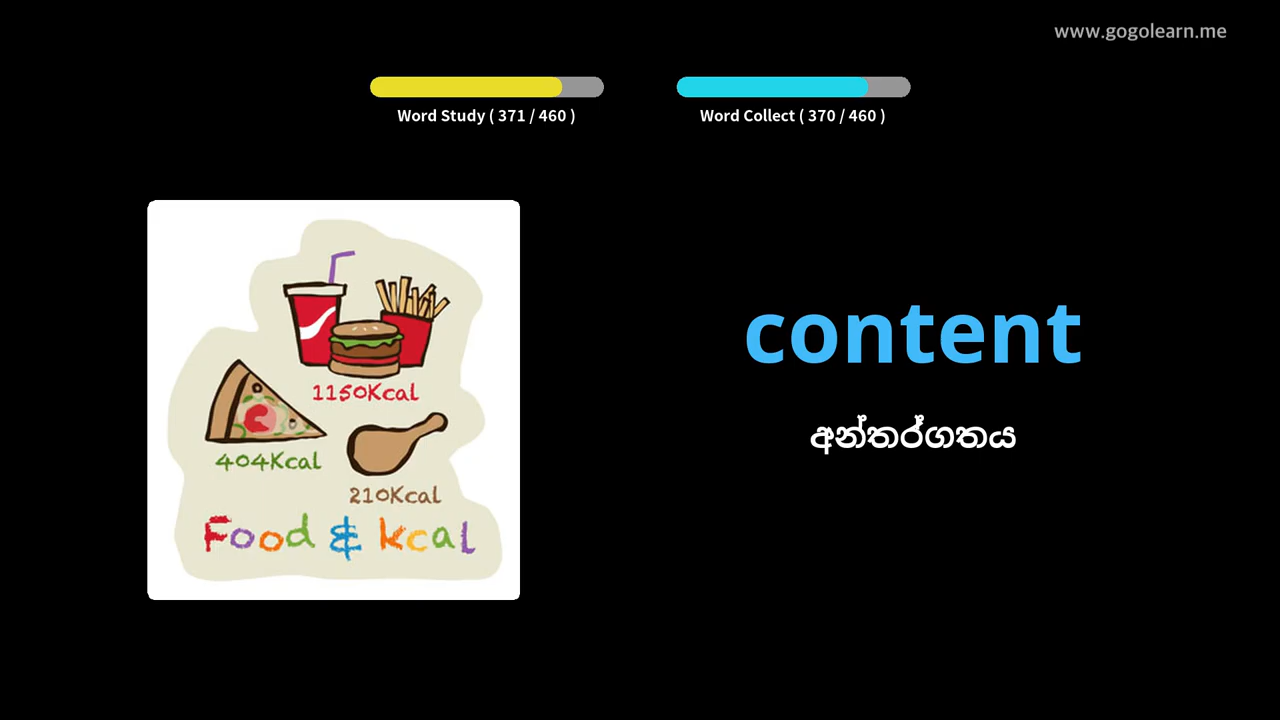 www.gogolearn.me
Word Study ( 371 / 460 )
Word Collect ( 370 / 460 )
1150Kcal
404Kcal
210Kcal
Food & kcal
content
අන්තර්ගතය